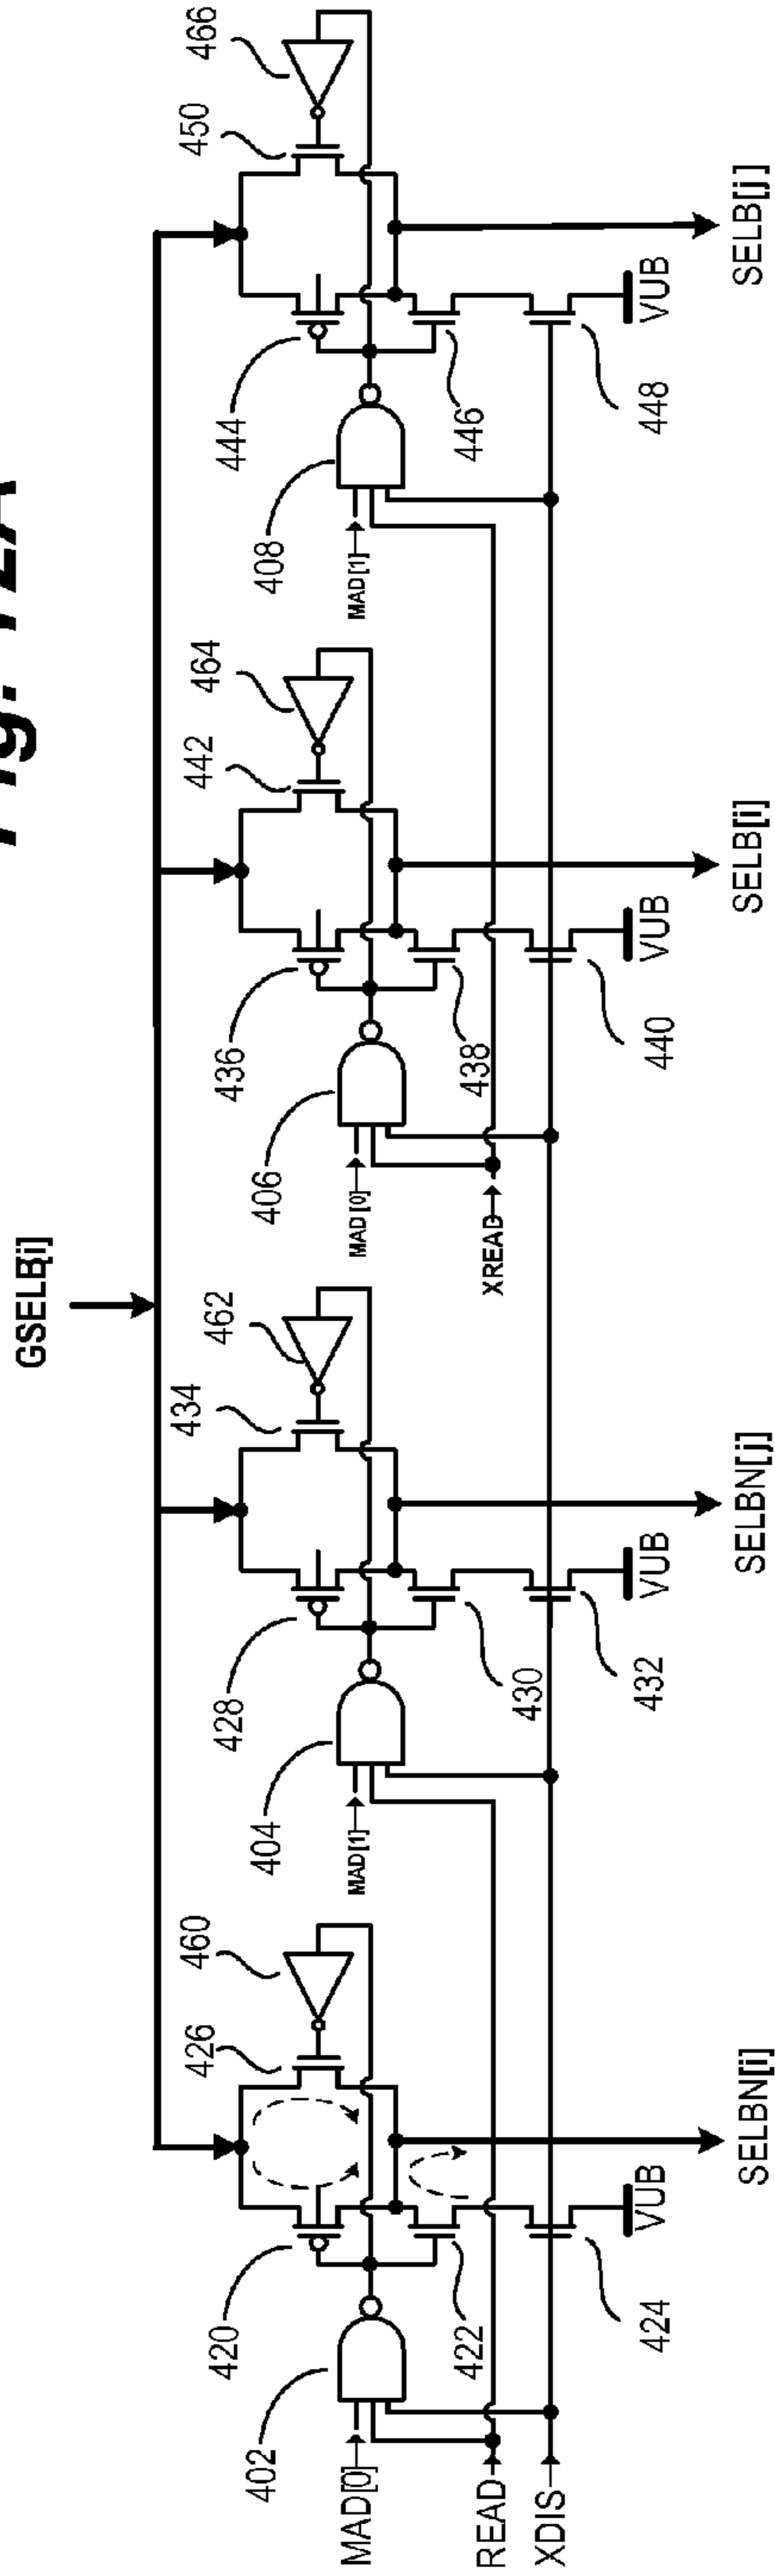 Fig. 12A
GSELB[i]
460
462
464
466
426
434
442
450
420
428
436
444
402
404
406
408
MAD[0]
MAD[1]
MAD[0]
MAD[1]
422
430
438
446
READ
XREAD
XDIS
424
432
440
448
VUB
VUB
VUB
VUB
SELBN[i]
SELBN[j]
SELB[i]
SELB[j]